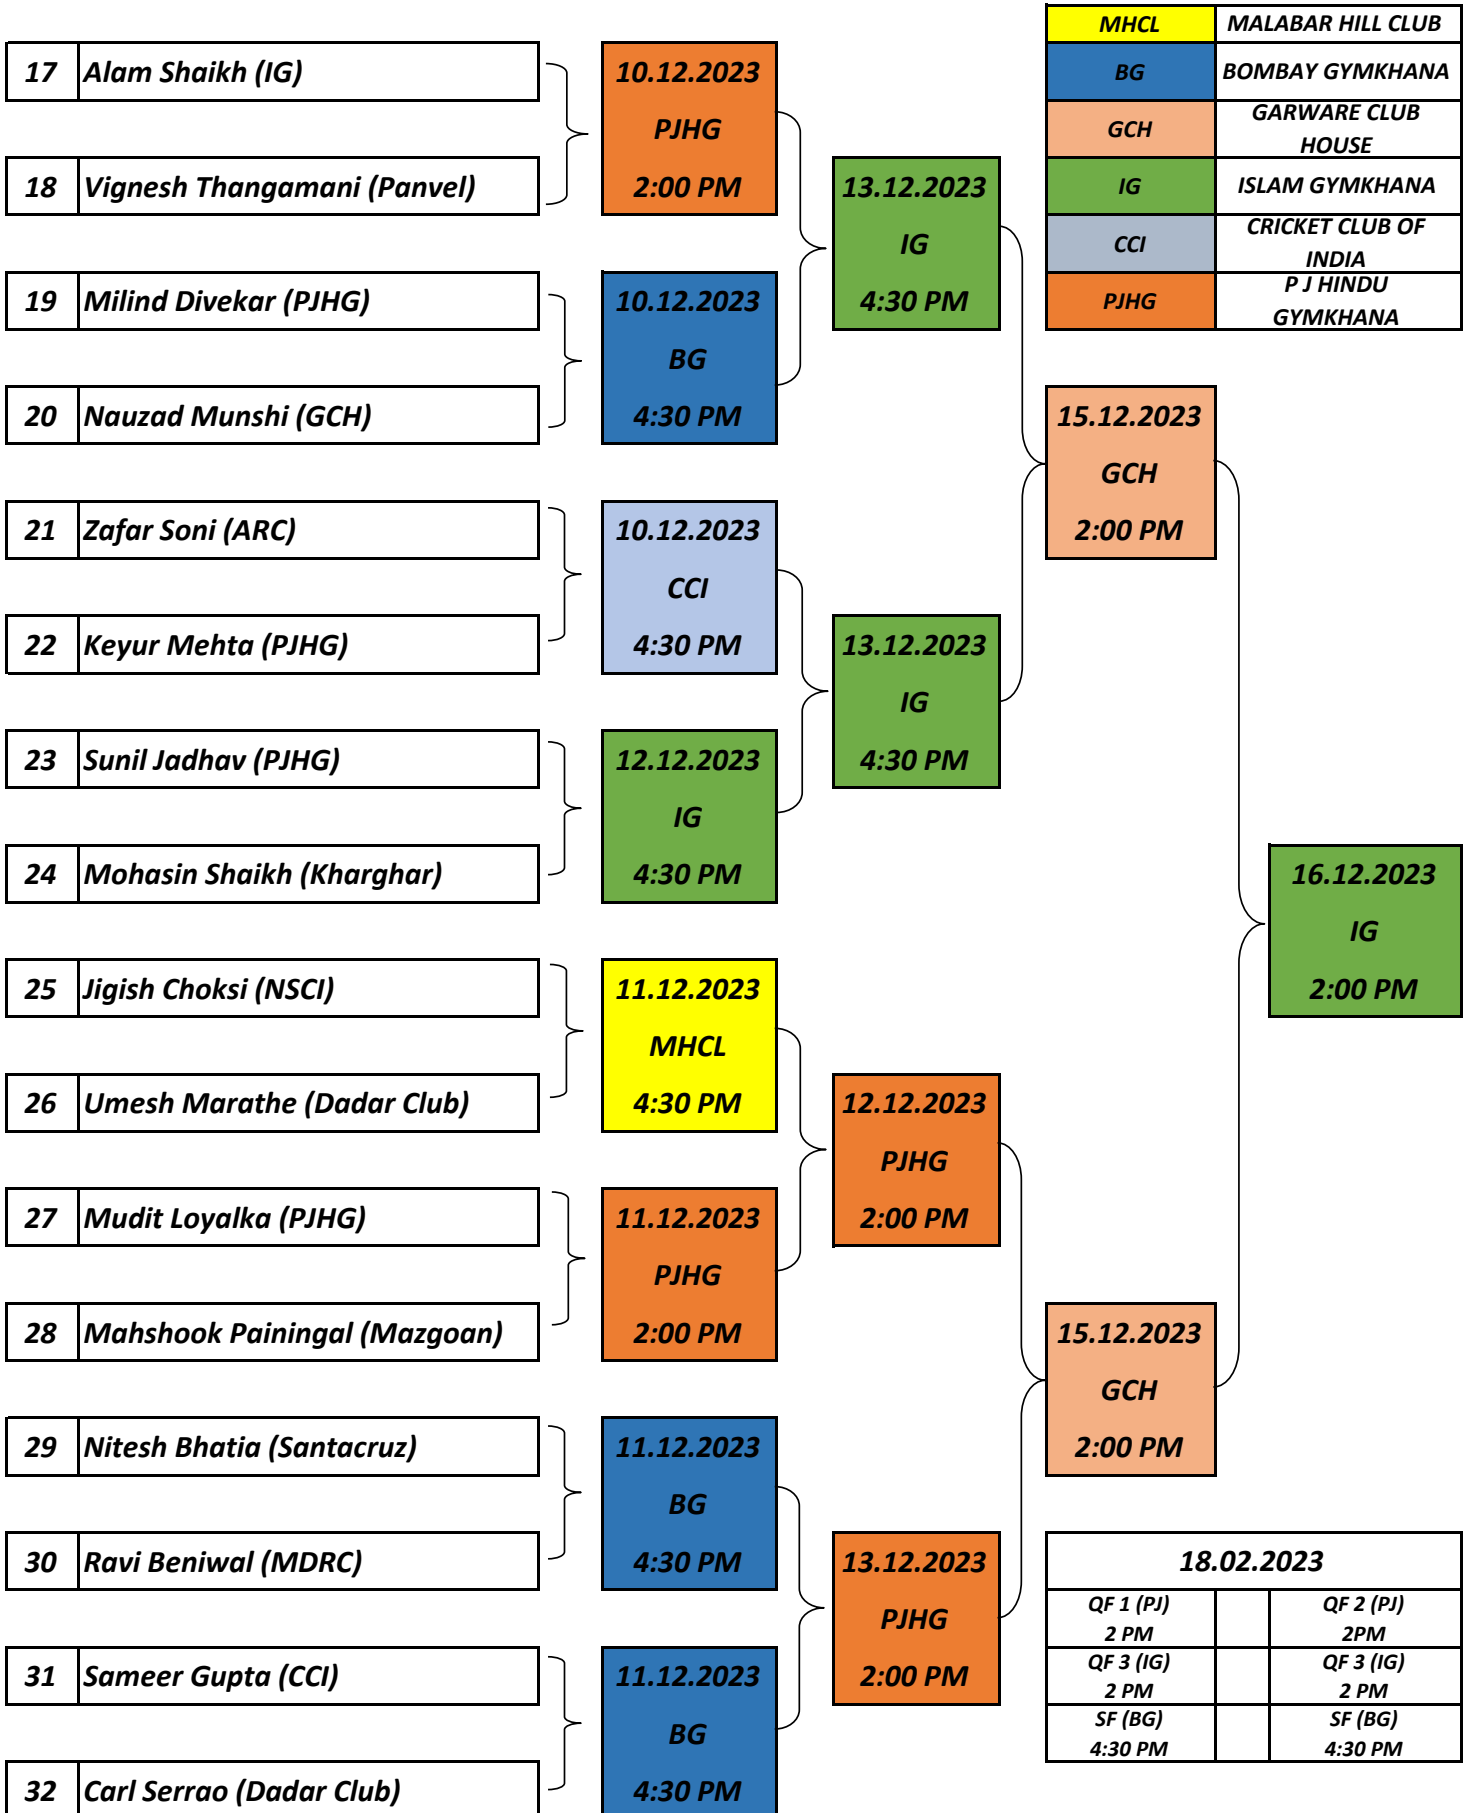 MHCL MALABAR HILL CLUB
17 Alam Shaikh (IG) 10.12.2023 BG BOMBAY GYMKHANA
PJHG GCH GARWARE CLUB
HOUSE
18 Vignesh Thangamani (Panvel) 2:00 PM 13.12.2023 IG ISLAM GYMKHANA
IG CCI CRICKET CLUB OF
INDIA
19 Milind Divekar (PJHG) 10.12.2023 4:30 PM PJHG P J HINDU
GYMKHANA
BG
20 Nauzad Munshi (GCH) 4:30 PM 15.12.2023
GCH
21 Zafar Soni (ARC) 10.12.2023 2:00 PM
CCI
22 Keyur Mehta (PJHG) 4:30 PM 13.12.2023
IG
23 Sunil Jadhav (PJHG) 12.12.2023 4:30 PM
IG
24 Mohasin Shaikh (Kharghar) 4:30 PM 16.12.2023
IG
25 Jigish Choksi (NSCI) 11.12.2023 2:00 PM
MHCL
26 Umesh Marathe (Dadar Club) 4:30 PM 12.12.2023
PJHG
27 Mudit Loyalka (PJHG) 11.12.2023 2:00 PM
PJHG
28 Mahshook Painingal (Mazgoan) 2:00 PM 15.12.2023
GCH
29 Nitesh Bhatia (Santacruz) 11.12.2023 2:00 PM
BG
30 Ravi Beniwal (MDRC) 4:30 PM 13.12.2023 18.02.2023
PJHG QF 1 (PJ) QF 2 (PJ)
2 PM 2PM
31 Sameer Gupta (CCI) 11.12.2023 2:00 PM QF 3 (IG) QF 3 (IG)
2 PM 2 PM
BG SF (BG) SF (BG)
4:30 PM 4:30 PM
32 Carl Serrao (Dadar Club) 4:30 PM